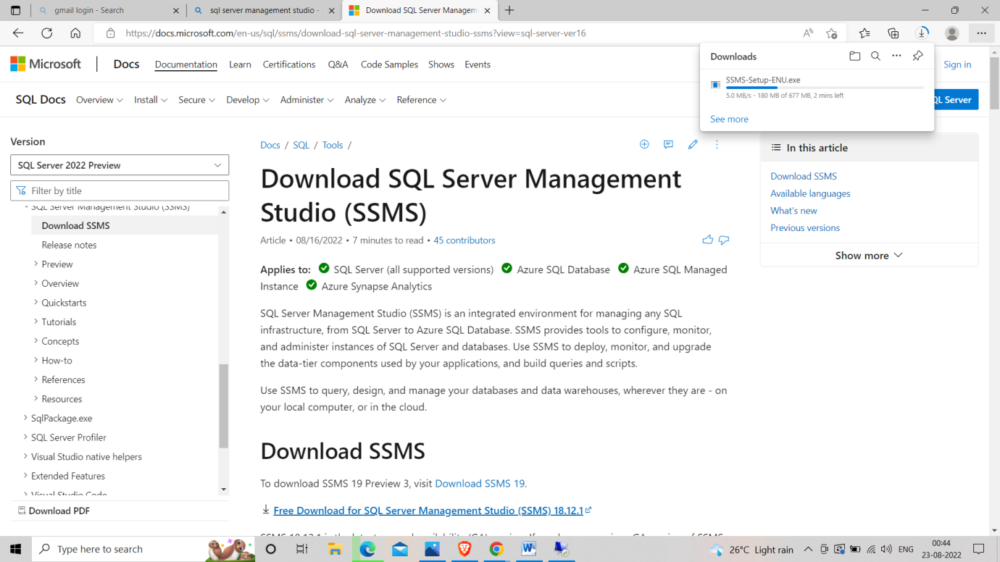 gmail login - Search
sql server management studio -
Download SQL Server Managem
https://docs.microsoft.com/en-us/sql/ssms/download-sql-server-management-studio-ssms?view=sql-server-ver16
Downloads
SSMS-Setup-ENU.exe
5.0 MB/s - 180 MB of 677 MB, 2 mins left
See more
Microsoft
Docs
Documentation Learn Certifications Q&A Code Samples Shows Events
Sign in
SQL Docs Overview Install Secure Develop Administer Analyze Reference
QL Server
Version
SQL Server 2022 Preview
Filter by title
SQL Server Management Studio (SSMS)
Download SSMS
Release notes
Preview
Overview
Quickstarts
Tutorials
Concepts
How-to
References
Resources
SqlPackage.exe
SQL Server Profiler
Visual Studio native helpers
Extended Features
Visual Studio Code
Download PDF
Docs / SQL / Tools /
Download SQL Server Management
Studio (SSMS)
Article • 08/16/2022 • 7 minutes to read • 45 contributors
Applies to: SQL Server (all supported versions) Azure SQL Database Azure SQL Managed
Instance Azure Synapse Analytics
SQL Server Management Studio (SSMS) is an integrated environment for managing any SQL
infrastructure, from SQL Server to Azure SQL Database. SSMS provides tools to configure, monitor,
and administer instances of SQL Server and databases. Use SSMS to deploy, monitor, and upgrade
the data-tier components used by your applications, and build queries and scripts.
Use SSMS to query, design, and manage your databases and data warehouses, wherever they are - on
your local computer, or in the cloud.
Download SSMS
To download SSMS 19 Preview 3, visit Download SSMS 19.
Free Download for SQL Server Management Studio (SSMS) 18.12.1
In this article
Download SSMS
Available languages
What's new
Previous versions
Show more
Type here to search
26°C Light rain
ENG
00:44
23-08-2022